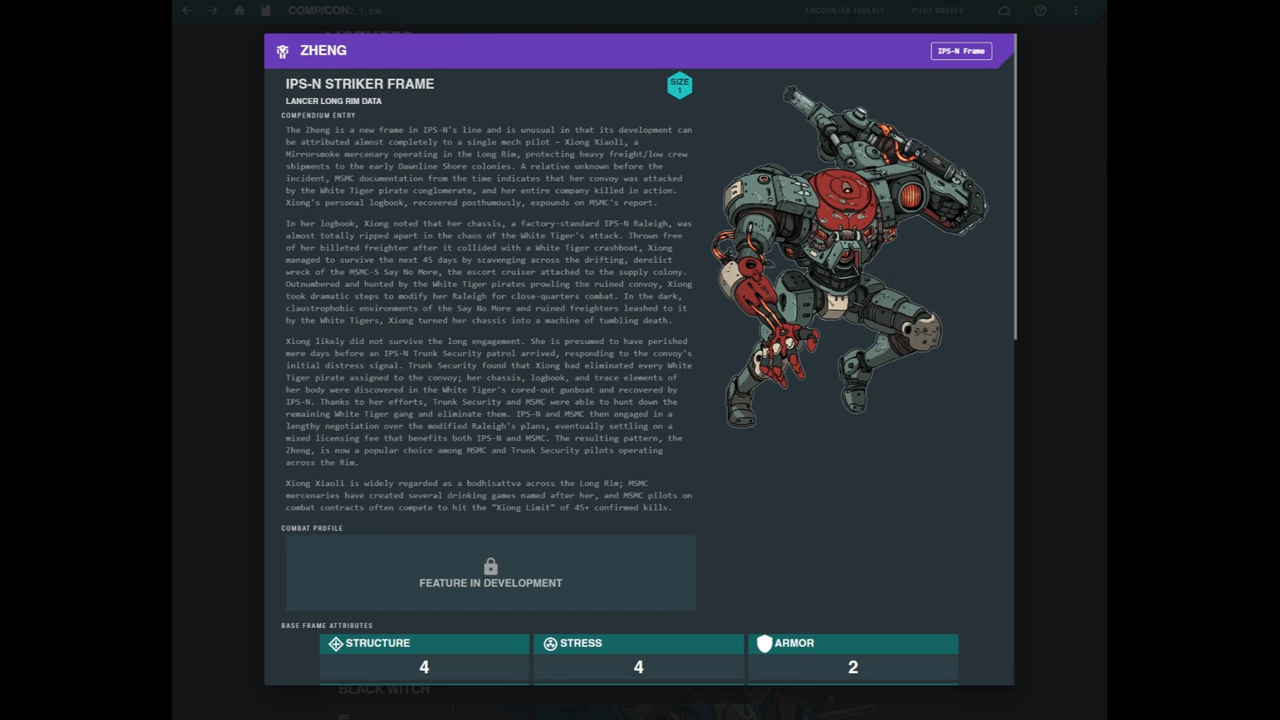 COMP/CON 2.3.19b
ENCOUNTER TOOLKIT
PILOT ROSTER
LICENSES
ZHENG
IPS-N Frame
IPS-N STRIKER FRAME
SIZE
1
LANCER LONG RIM DATA
COMPENDIUM ENTRY
The Zheng is a new frame in IPS-N's line and is unusual in that its development can
be attributed almost completely to a single mech pilot — Xiong Xiaoli, a
Mirrorsmoke mercenary operating in the Long Rim, protecting heavy freight/low crew
shipments to the early Dawnline Shore colonies. A relative unknown before the
incident, MSMC documentation from the time indicates that her convoy was attacked
by the White Tiger pirate conglomerate, and her entire company killed in action.
Xiong's personal logbook, recovered posthumously, expounds on MSMC's report.
In her logbook, Xiong noted that her chassis, a factory-standard IPS-N Raleigh, was
almost totally ripped apart in the chaos of the White Tiger's attack. Thrown free
of her billeted freighter after it collided with a White Tiger crashboat, Xiong
managed to survive the next 45 days by scavenging across the drifting, derelict
wreck of the MSMC-S Say No More, the escort cruiser attached to the supply colony.
Outnumbered and hunted by the White Tiger pirates prowling the ruined convoy, Xiong
took dramatic steps to modify her Raleigh for close-quarters combat. In the dark,
claustrophobic environments of the Say No More and ruined freighters leashed to it
by the White Tigers, Xiong turned her chassis into a machine of tumbling death.
Xiong likely did not survive the long engagement. She is presumed to have perished
mere days before an IPS-N Trunk Security patrol arrived, responding to the convoy's
initial distress signal. Trunk Security found that Xiong had eliminated every White
Tiger pirate assigned to the convoy; her chassis, logbook, and trace elements of
her body were discovered in the White Tiger's cored-out gunboat and recovered by
IPS-N. Thanks to her efforts, Trunk Security and MSMC were able to hunt down the
remaining White Tiger gang and eliminate them. IPS-N and MSMC then engaged in a
lengthy negotiation over the modified Raleigh's plans, eventually settling on a
mixed licensing fee that benefits both IPS-N and MSMC. The resulting pattern, the
Zheng, is now a popular choice among MSMC and Trunk Security pilots operating
across the Rim.
Xiong Xiaoli is widely regarded as a bodhisattva across the Long Rim; MSMC
mercenaries have created several drinking games named after her, and MSMC pilots on
combat contracts often compete to hit the "Xiong Limit" of 45+ confirmed kills.
COMBAT PROFILE
FEATURE IN DEVELOPMENT
BASE FRAME ATTRIBUTES
STRUCTURE
STRESS
ARMOR
4
4
2
BLACK WITCH